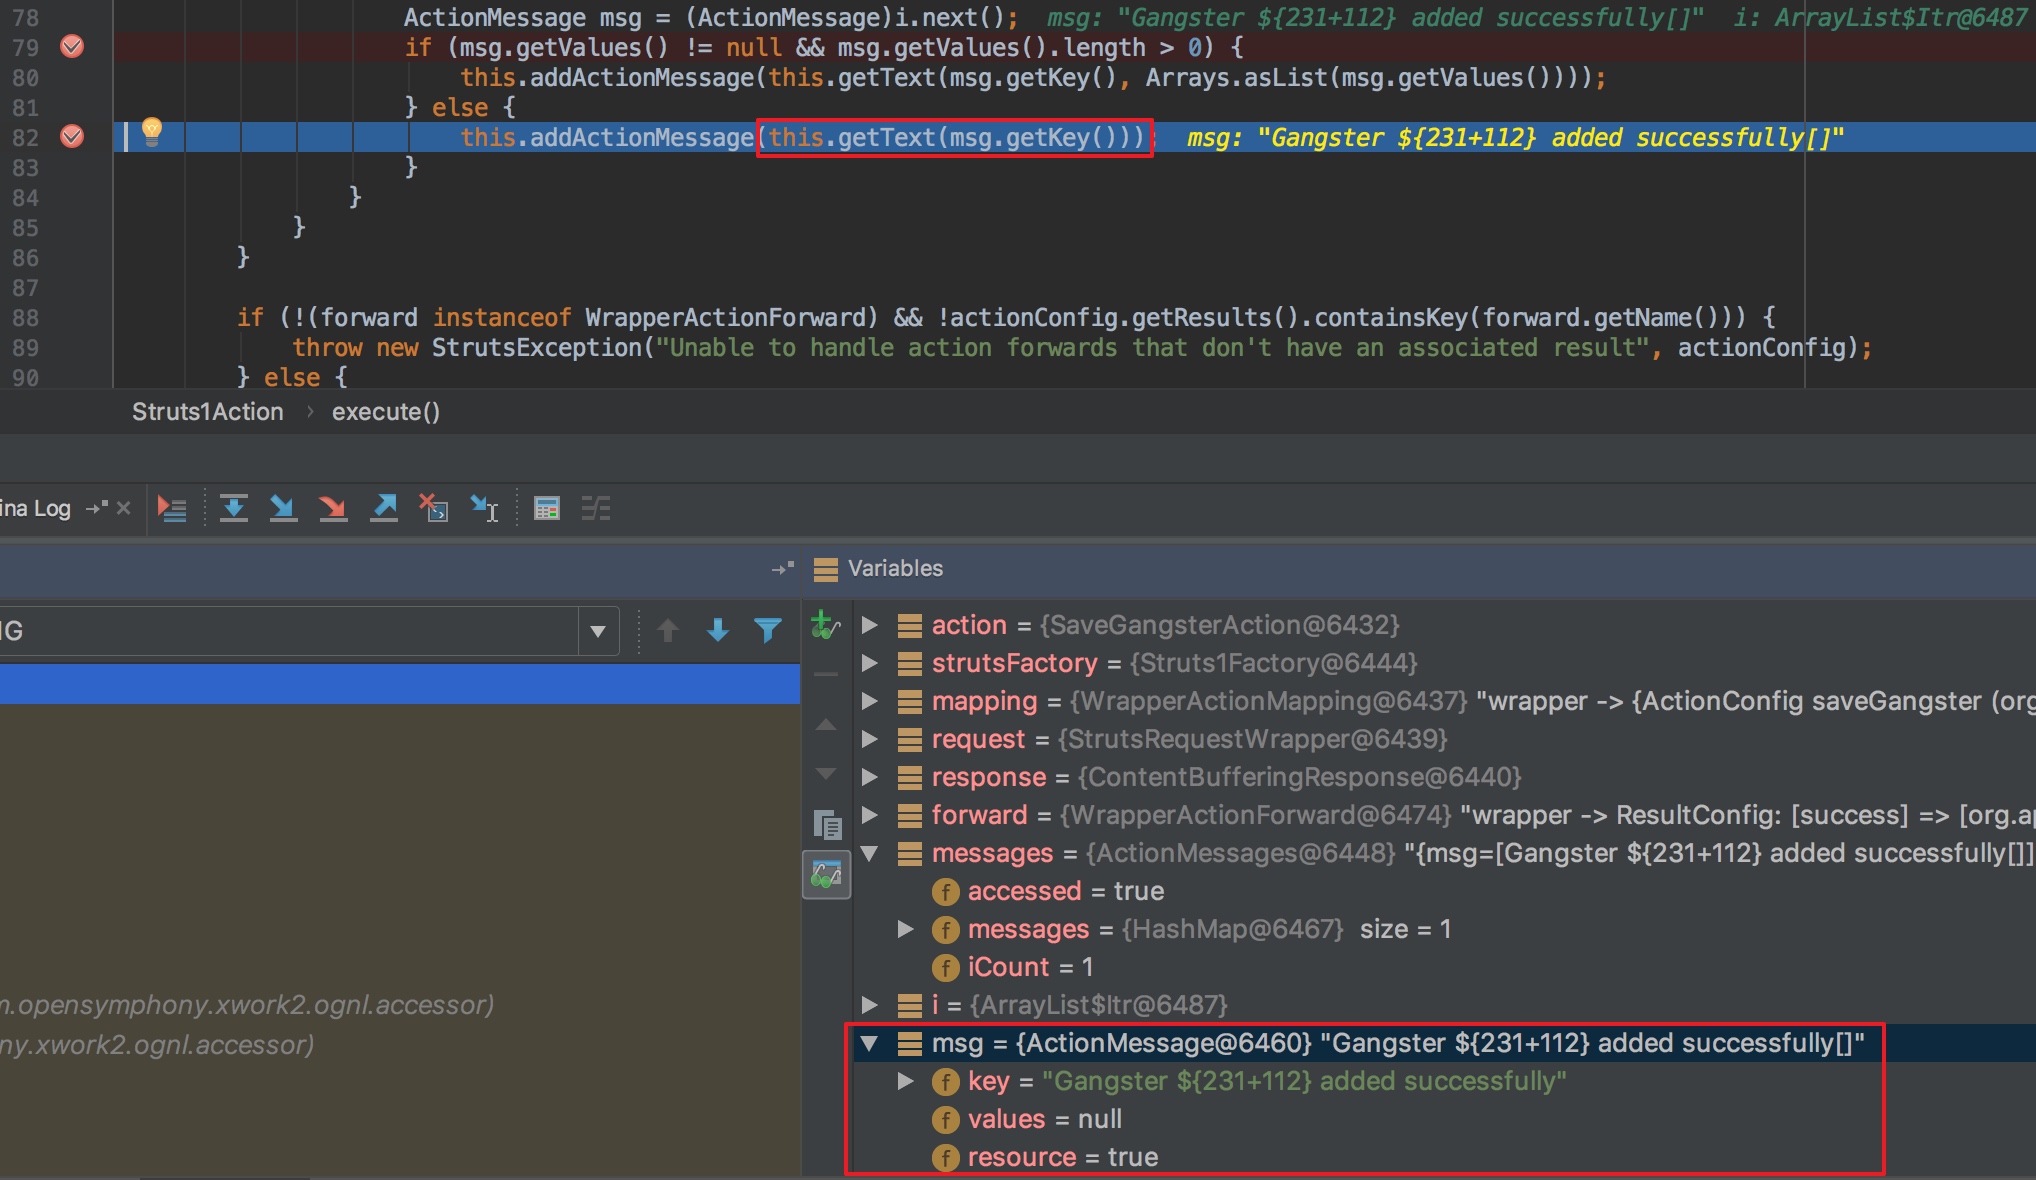 78 ActionMessage msg = (ActionMessage)i.next(); msg: "Gangster ${231+112} added successfully[]" i: ArrayList$Itr@6487
79 if (msg.getValues() != null && msg.getValues().length > 0) {
80 this.addActionMessage(this.getText(msg.getKey(), Arrays.asList(msg.getValues())));
81 } else {
82 this.addActionMessage(this.getText(msg.getKey())); msg: "Gangster ${231+112} added successfully[]"
83 }
84 }
85 }
86 }
87
88 if (!(forward instanceof WrapperActionForward) && !actionConfig.getResults().containsKey(forward.getName())) {
89 throw new StrutsException("Unable to handle action forwards that don't have an associated result", actionConfig);
90 } else {
Struts1Action › execute()
ina Log
Variables
IG
action = {SaveGangsterAction@6432}
strutsFactory = {Struts1Factory@6444}
mapping = {WrapperActionMapping@6437} "wrapper -> {ActionConfig saveGangster (org
request = {StrutsRequestWrapper@6439}
response = {ContentBufferingResponse@6440}
forward = {WrapperActionForward@6474} "wrapper -> ResultConfig: [success] => [org.ap
messages = {ActionMessages@6448} "{msg=[Gangster ${231+112} added successfully[]]
f accessed = true
f messages = {HashMap@6467} size = 1
f iCount = 1
m.opensymphony.xwork2.ognl.accessor)
i = {ArrayList$Itr@6487}
ny.xwork2.ognl.accessor)
msg = {ActionMessage@6460} "Gangster ${231+112} added successfully[]"
f key = "Gangster ${231+112} added successfully"
f values = null
f resource = true